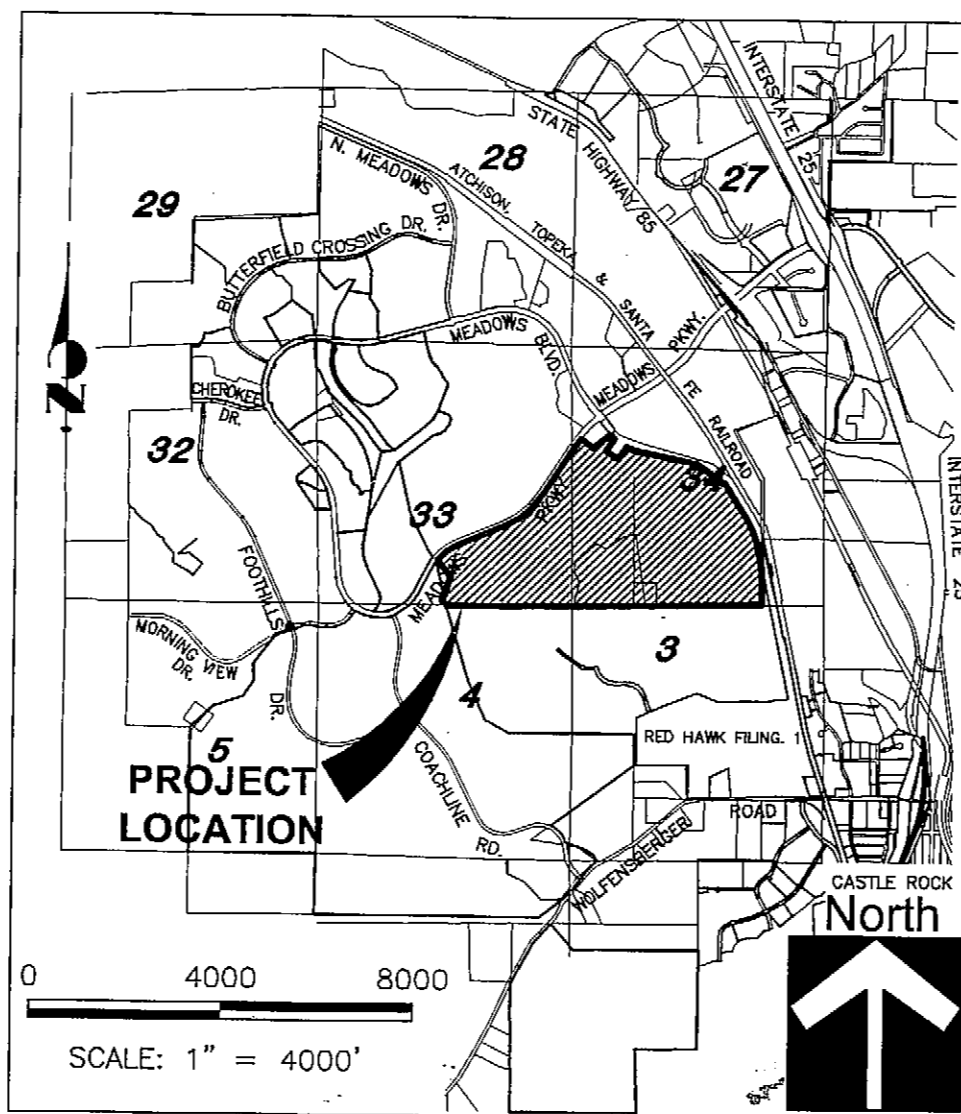 INTERSTATE 25
STATE HIGHWAY 85
27
28
29
N. MEADOWS DR.
ATCHISON, TOPEKA & SANTA FE RAILROAD
BUTTERFIELD CROSSING DR.
MEADOWS BLVD.
MEADOWS PKWY.
N
CHEROKEE DR.
32
33
34
INTERSTATE 25
FOOTHILLS DR.
MEADOWS PKWY.
MORNING VIEW DR.
3
4
5
RED HAWK FILING. 1
PROJECT
LOCATION
COACHLINE RD.
WOLFENSBERGER ROAD
CASTLE ROCK
North
0 4000 8000
SCALE: 1" = 4000'